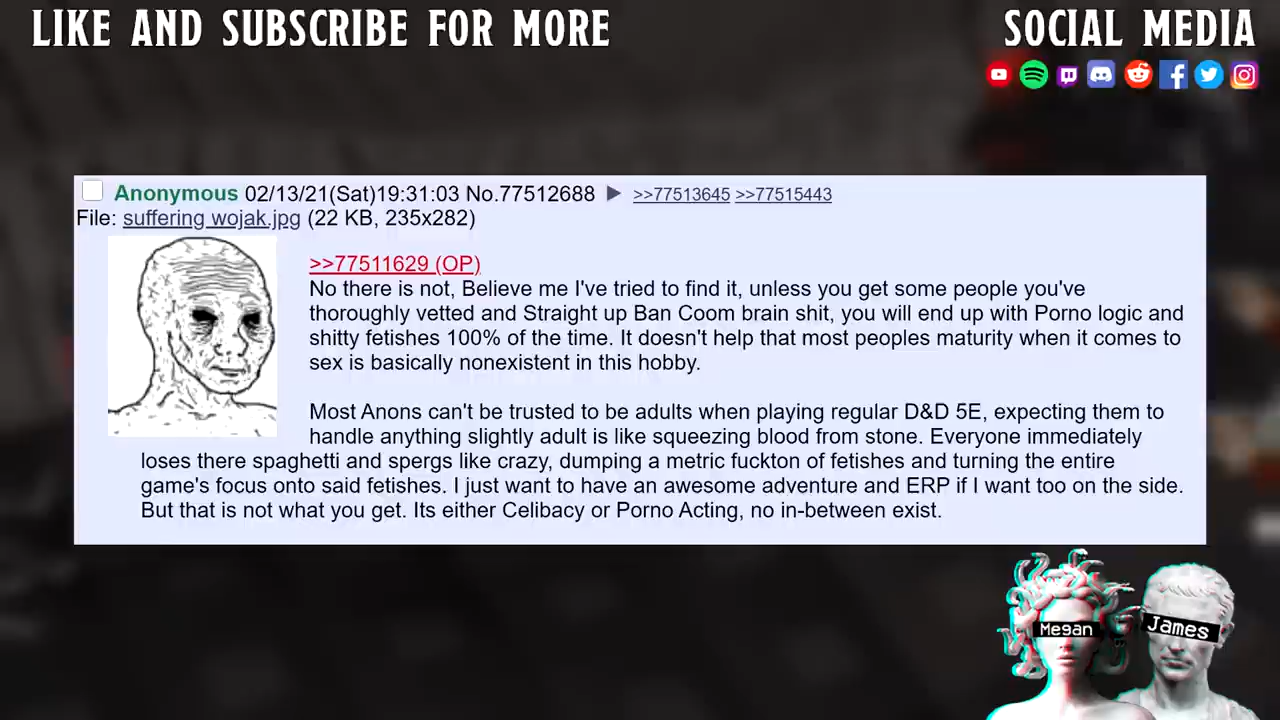 LIKE AND SUBSCRIBE FOR MORE
SOCIAL MEDIA
Anonymous 02/13/21(Sat)19:31:03 No.77512688 ▶ >>77513645 >>77515443
File: suffering wojak.jpg (22 KB, 235x282)
>>77511629 (OP)
No there is not, Believe me I've tried to find it, unless you get some people you've
thoroughly vetted and Straight up Ban Coom brain shit, you will end up with Porno logic and
shitty fetishes 100% of the time. It doesn't help that most peoples maturity when it comes to
sex is basically nonexistent in this hobby.
Most Anons can't be trusted to be adults when playing regular D&D 5E, expecting them to
handle anything slightly adult is like squeezing blood from stone. Everyone immediately
loses there spaghetti and spergs like crazy, dumping a metric fuckton of fetishes and turning the entire
game's focus onto said fetishes. I just want to have an awesome adventure and ERP if I want too on the side.
But that is not what you get. Its either Celibacy or Porno Acting, no in-between exist.
Megan
James